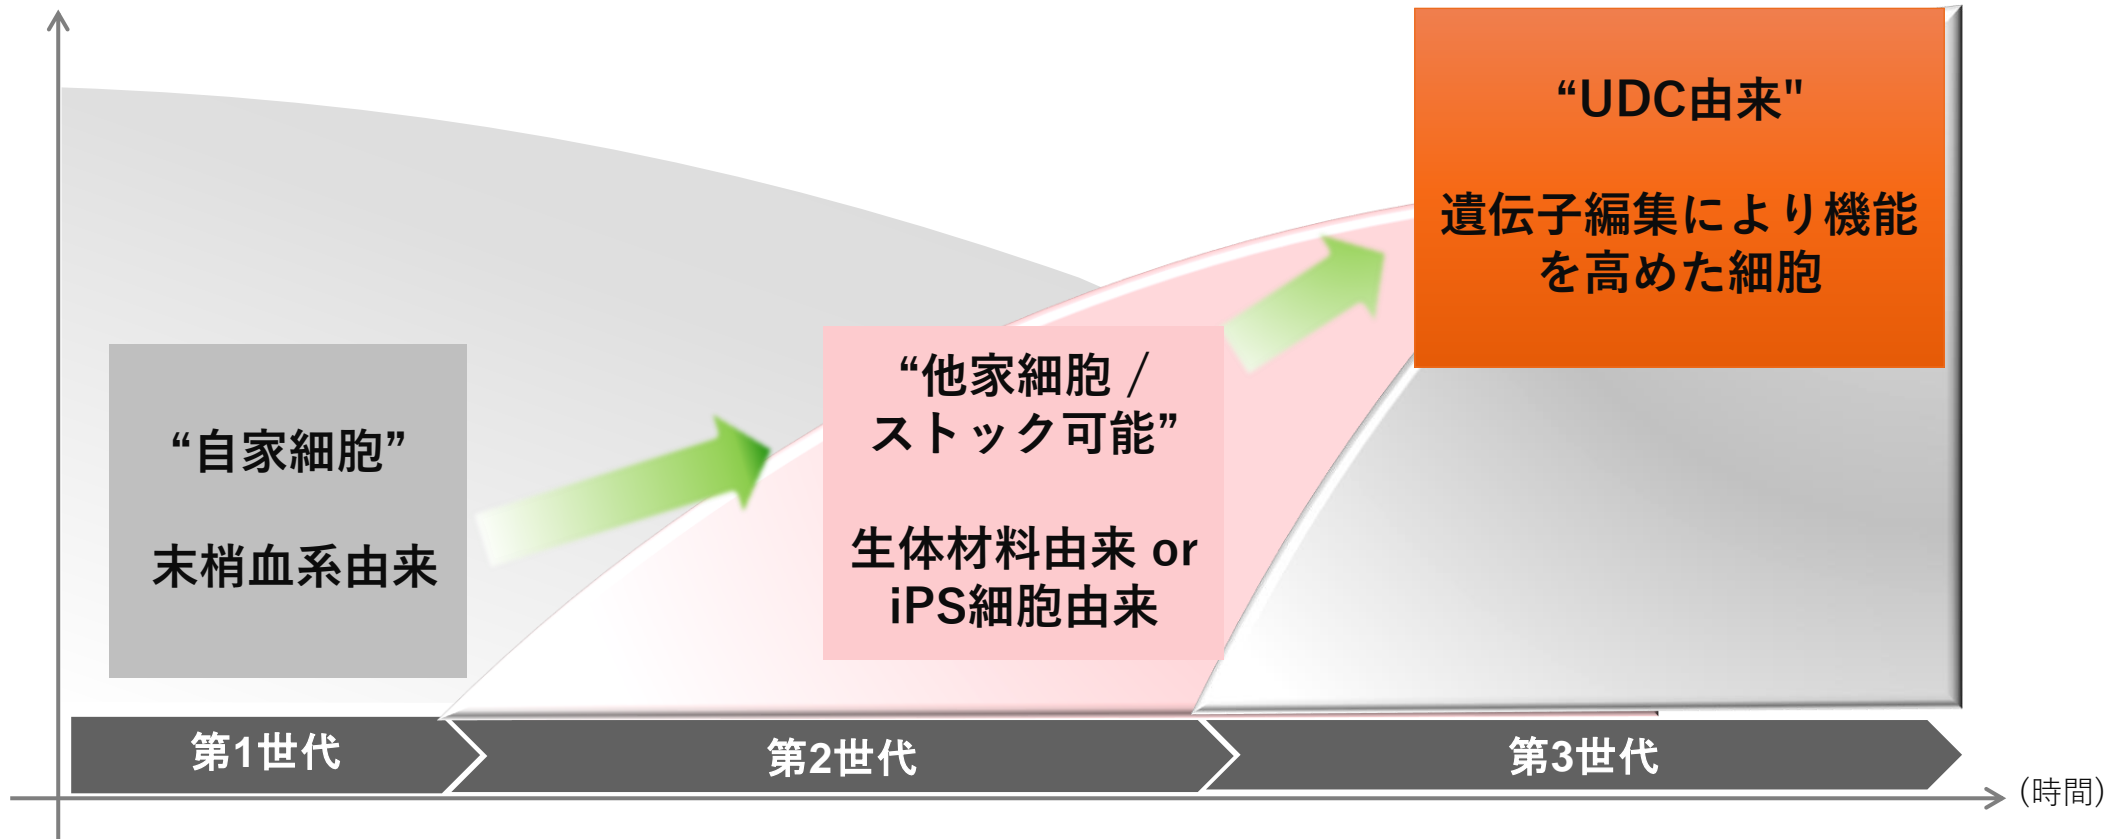 “UDC由来"
遺伝子編集により機能
を高めた細胞
“他家細胞 /
ストック可能”
生体材料由来 or
iPS細胞由来
“自家細胞”
末梢血系由来
第1世代
第2世代
第3世代
(時間)